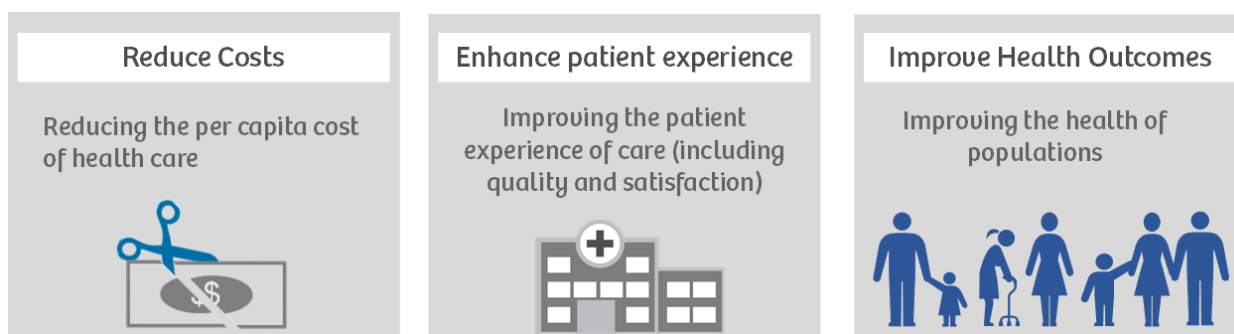 Reduce Costs
Reducing the per capita cost
of health care
$$
Enhance patient experience
Improving the patient
experience of care (including
quality and satisfaction)
Improve Health Outcomes
Improving the health of
populations